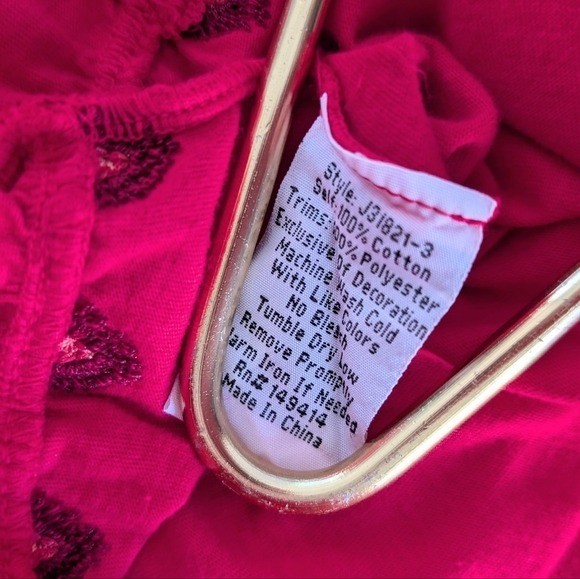 Style: J31821-3
Self: 100% Cotton
Trims: 100% Polyester
Exclusive of Decoration
Machine Wash Cold
With Like Colors
No Bleach
Tumble Dry Low
Remove Promptly
Warm Iron If Needed
Rn# 149414
Made In China